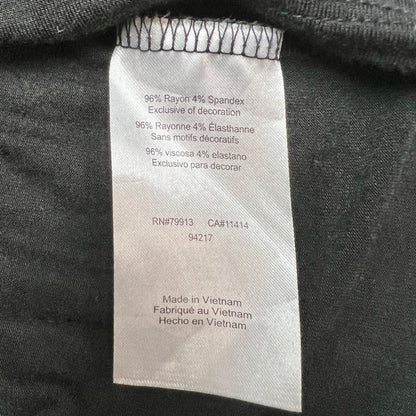 96% Rayon 4% Spandex
Exclusive of decoration
96% Rayonne 4% Élasthanne
Sans motifs décoratifs
96% viscosa 4% elastano
Exclusivo para decorar
RN#79913 CA#11414
94217
Made in Vietnam
Fabriqué au Vietnam
Hecho en Vietnam